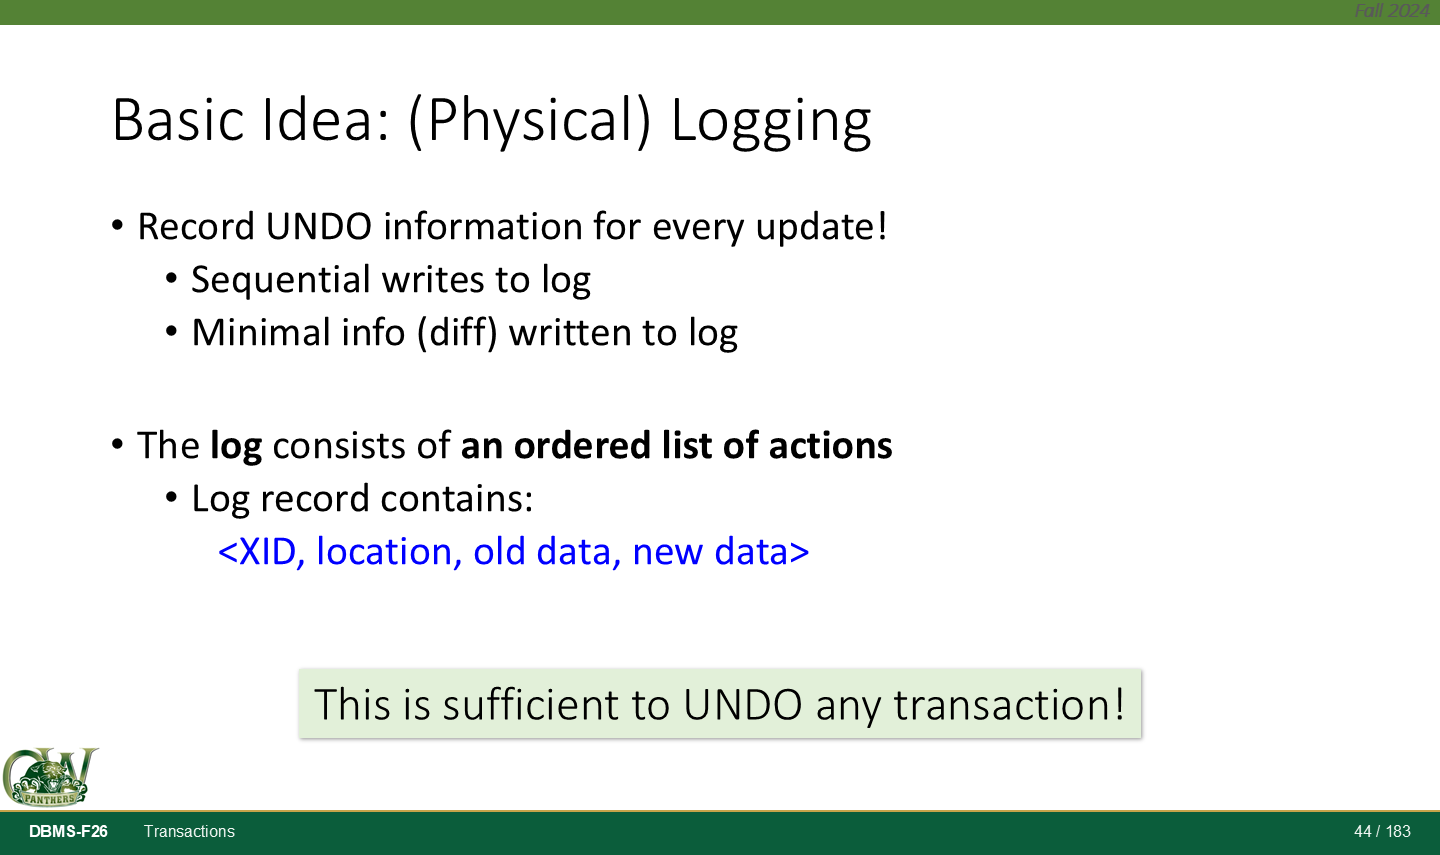 Fall 2024
Basic Idea: (Physical) Logging
• Record UNDO information for every update!
• Sequential writes to log
• Minimal info (diff) written to log
• The log consists of an ordered list of actions
• Log record contains:
<XID, location, old data, new data>
This is sufficient to UNDO any transaction!
OW
PANTHERS
DBMS-F26 Transactions 44 / 183